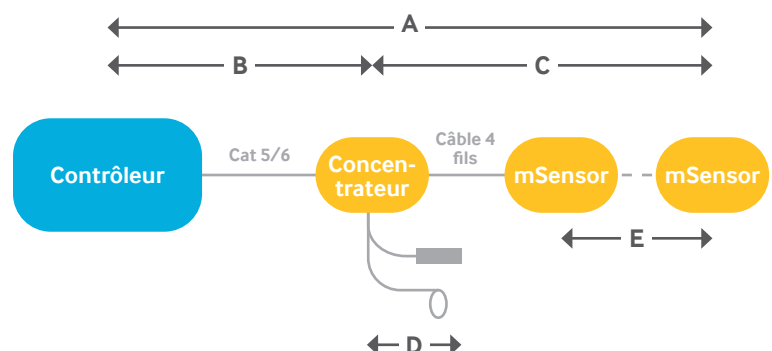 A
B
C
Contrôleur
Cat 5/6
Concen-
trateur
Câble 4
fils
mSensor
mSensor
E
D